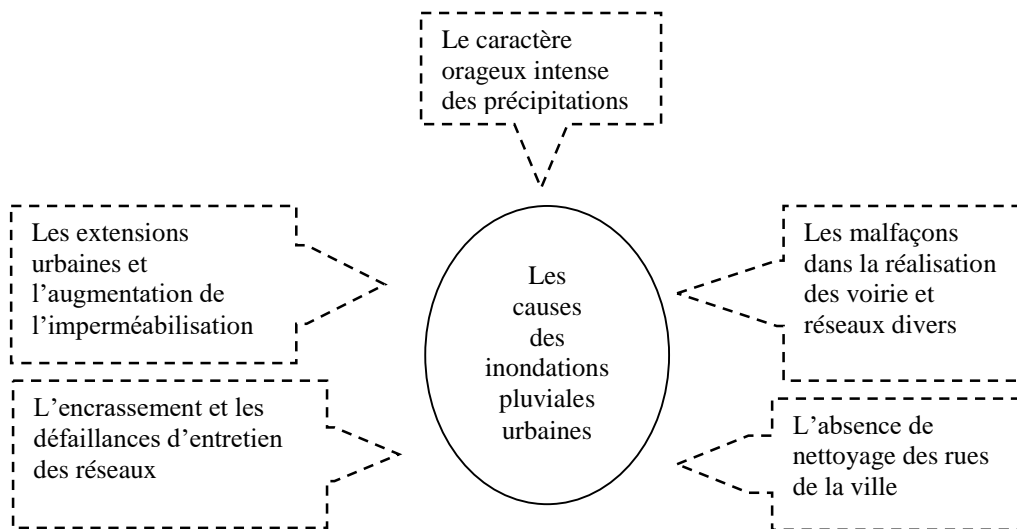 Le caractère
orageux intense
des précipitations
Les extensions
urbaines et
l’augmentation de
l’imperméabilisation
Les
causes
des
inondations
pluviales
urbaines
Les malfaçons
dans la réalisation
des voirie et
réseaux divers
L’encrassement et les
défaillances d’entretien
des réseaux
L’absence de
nettoyage des rues
de la ville